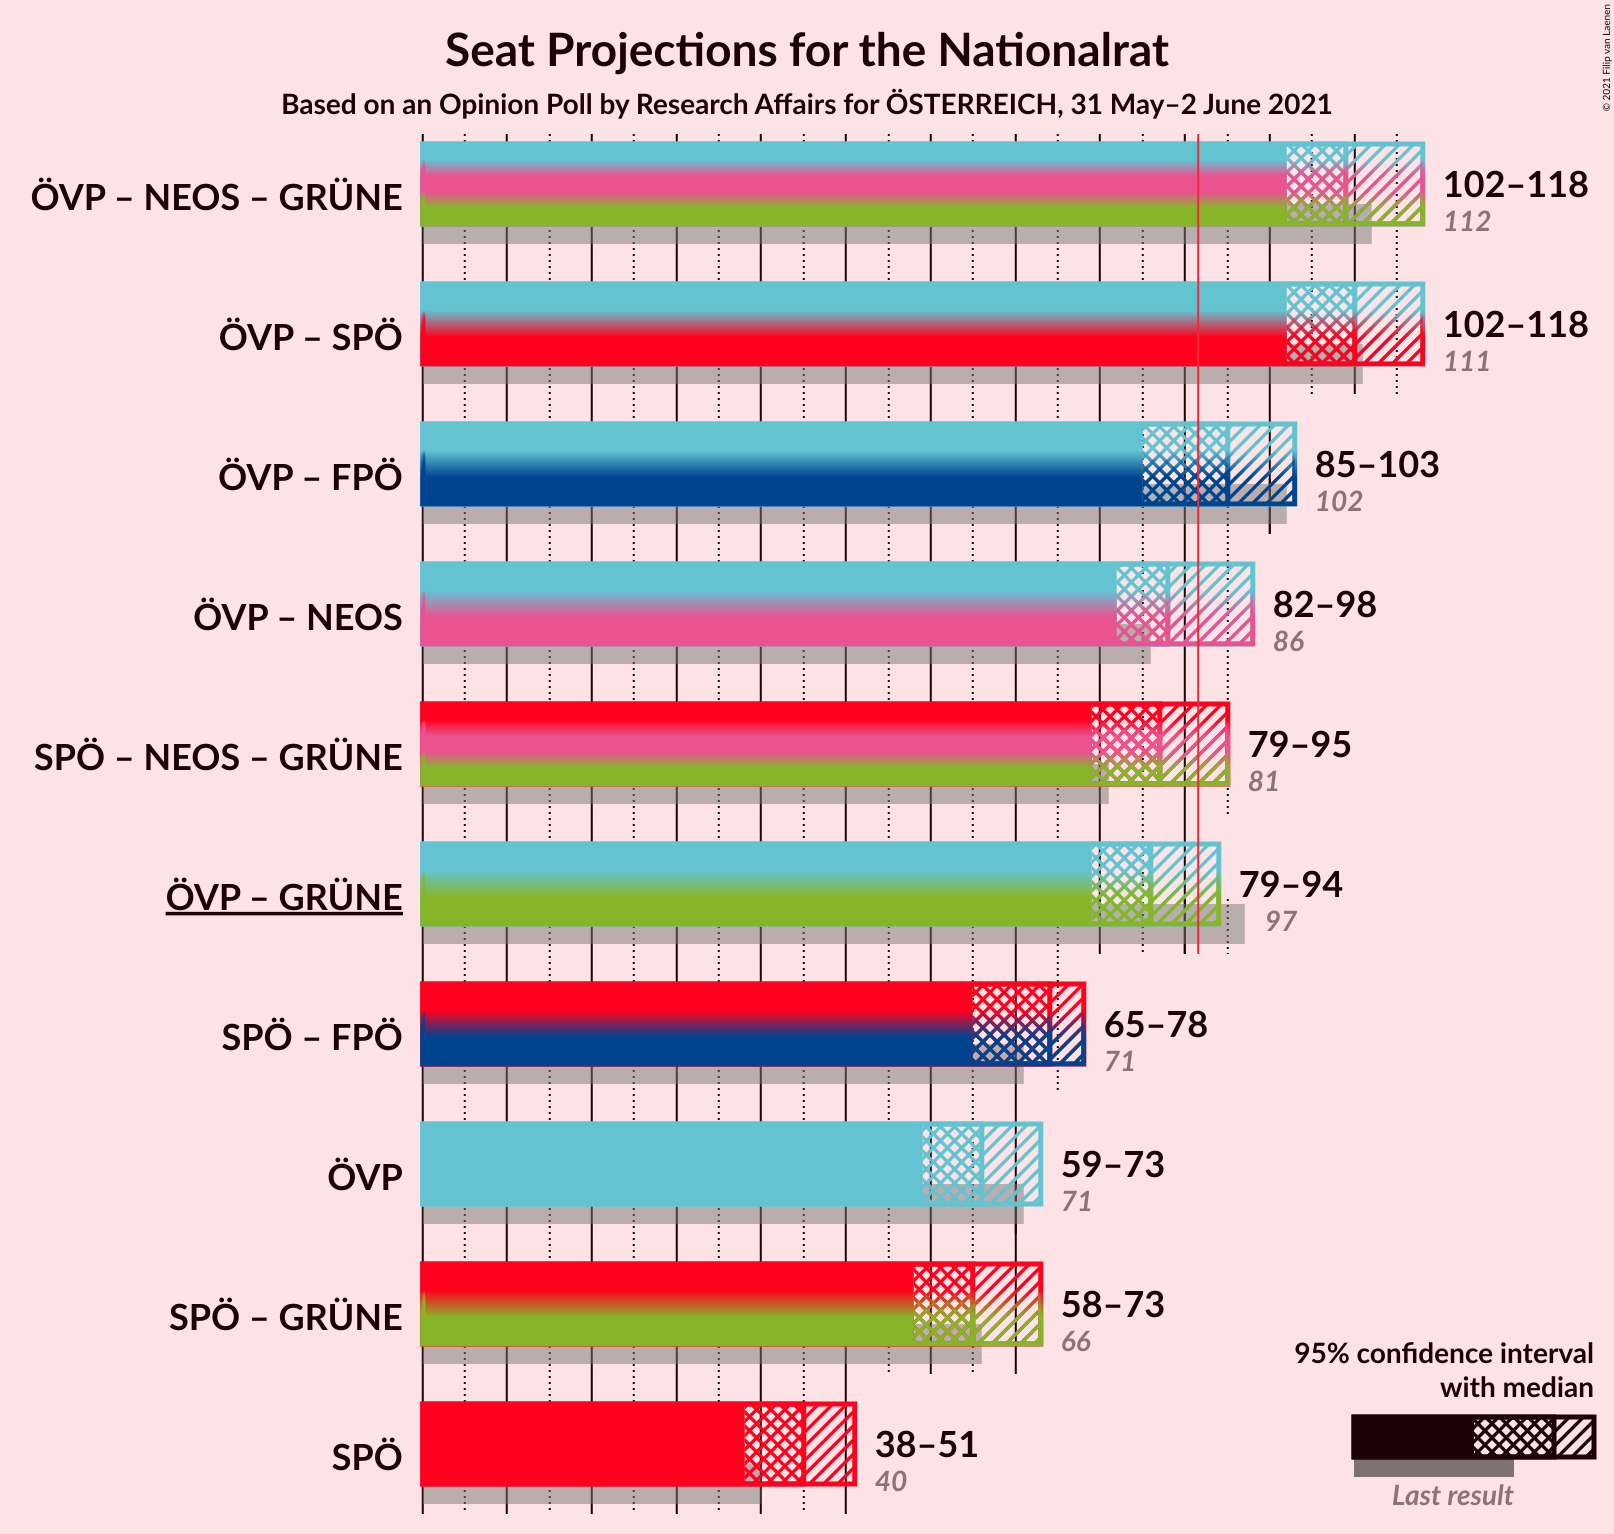 Seat Projections for the Nationalrat
Based on an Opinion Poll by Research Affairs for ÖSTERREICH, 31 May–2 June 2021
© 2021 Filip van Laenen
ÖVP – NEOS – GRÜNE
102–118
112
ÖVP – SPÖ
102–118
111
ÖVP – FPÖ
85–103
102
ÖVP – NEOS
82–98
86
SPÖ – NEOS – GRÜNE
79–95
81
ÖVP – GRÜNE
79–94
97
SPÖ – FPÖ
65–78
71
ÖVP
59–73
71
SPÖ – GRÜNE
58–73
66
SPÖ
38–51
40
95% confidence interval
with median
Last result